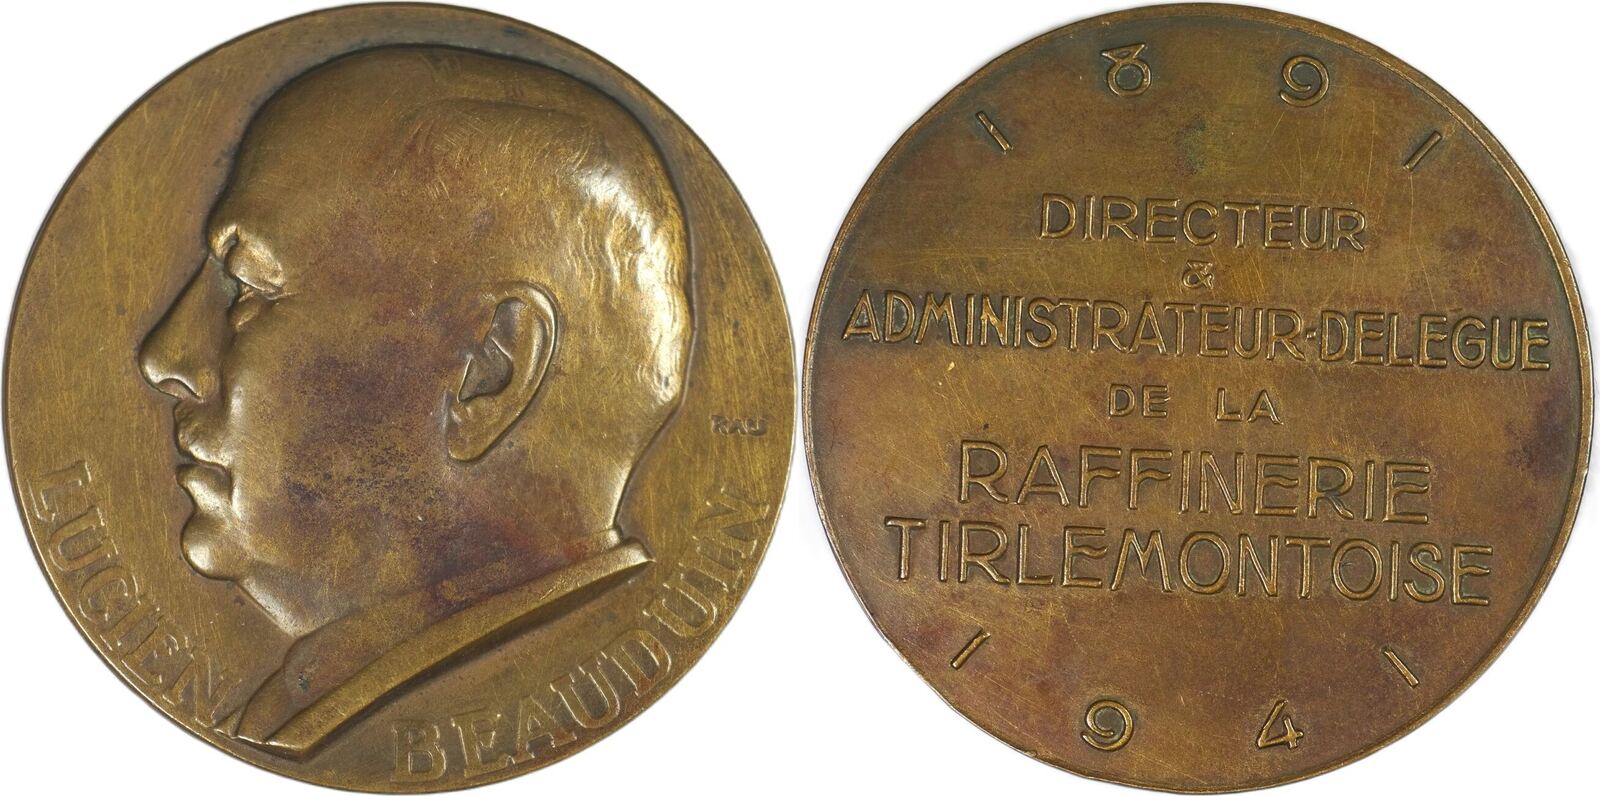 LUCIEN BEAUDUIN
RAU
1891
DIRECTEUR
&
ADMINISTRATEUR-DELEGUE
DE LA
RAFFINERIE
TIRLEMONTOISE
1941